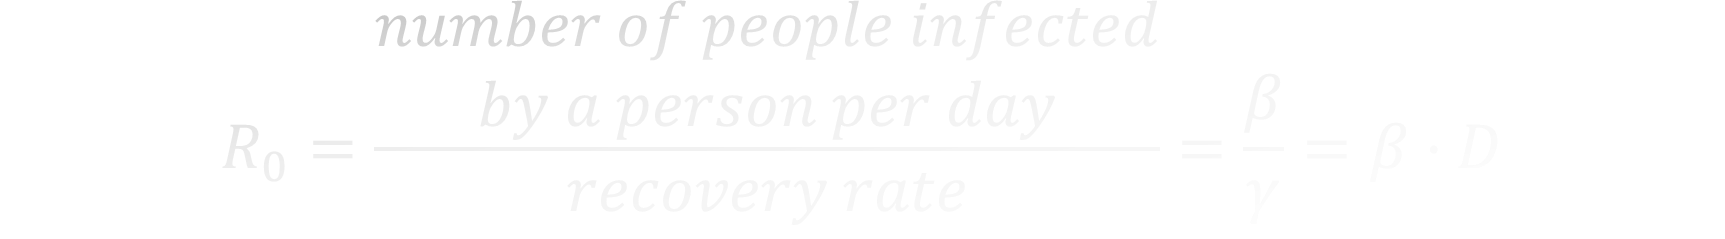 number of people infected
by a person per day
R₀ = ──────────── = β/γ = β · D
recovery rate